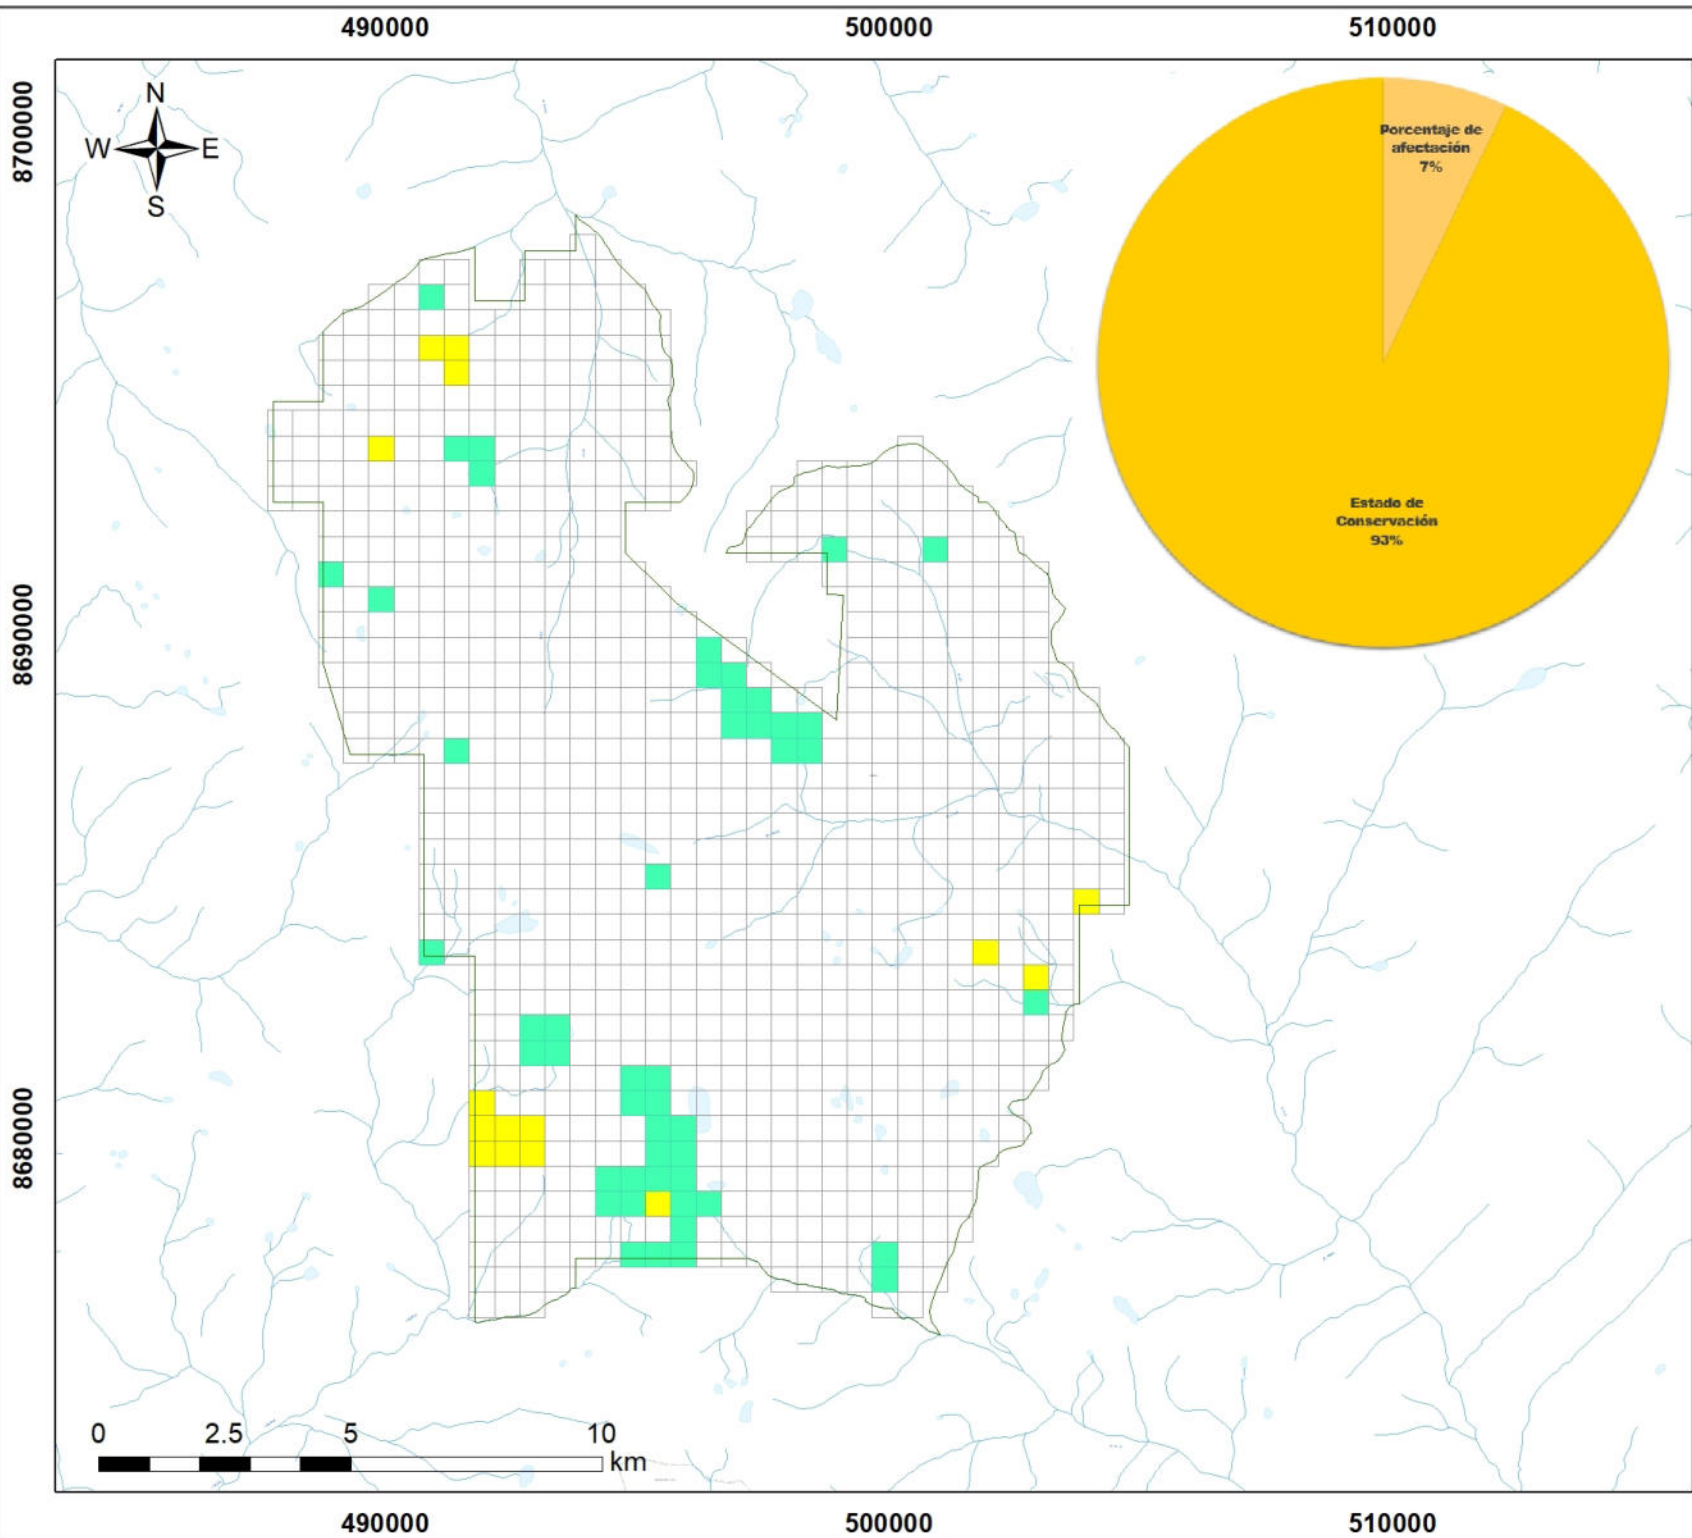 490000 500000 510000
N
W E
S
8700000
8690000
8680000
Porcentaje de
afectación
7%
Estado de
Conservación
93%
0 2.5 5 10
km
490000 500000 510000